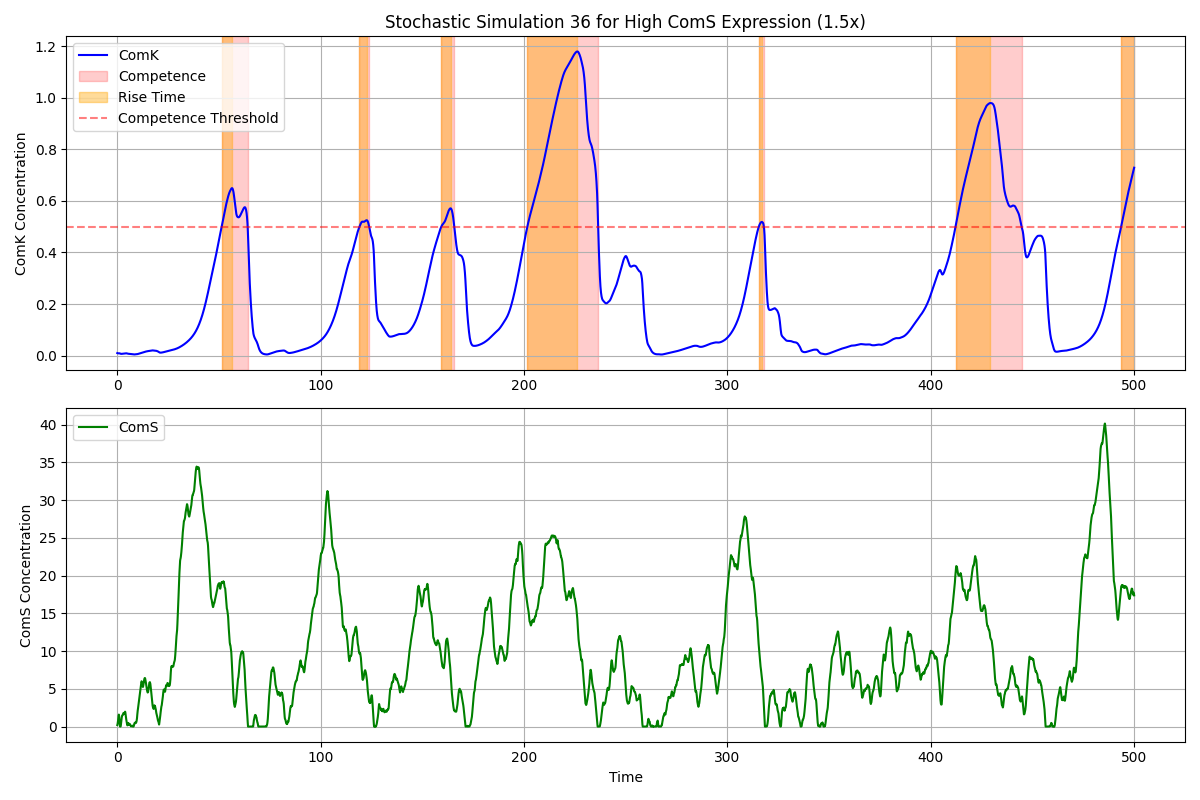 Stochastic Simulation 36 for High ComS Expression (1.5x)
ComK
Competence
Rise Time
Competence Threshold
ComK Concentration
1.2
1.0
0.8
0.6
0.4
0.2
0.0
0 100 200 300 400 500
ComS
ComS Concentration
40
35
30
25
20
15
10
5
0
0 100 200 300 400 500
Time